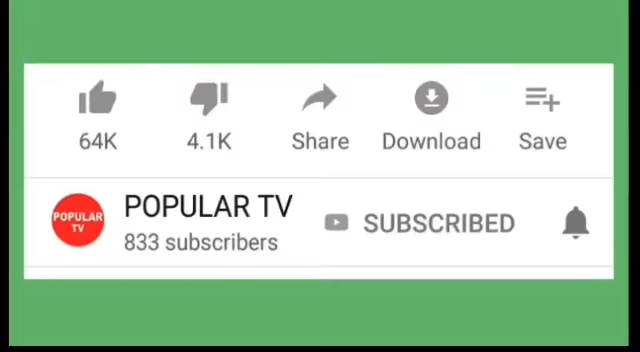 64K 4.1K Share Download Save
POPULAR TV
POPULAR TV SUBSCRIBED
833 subscribers